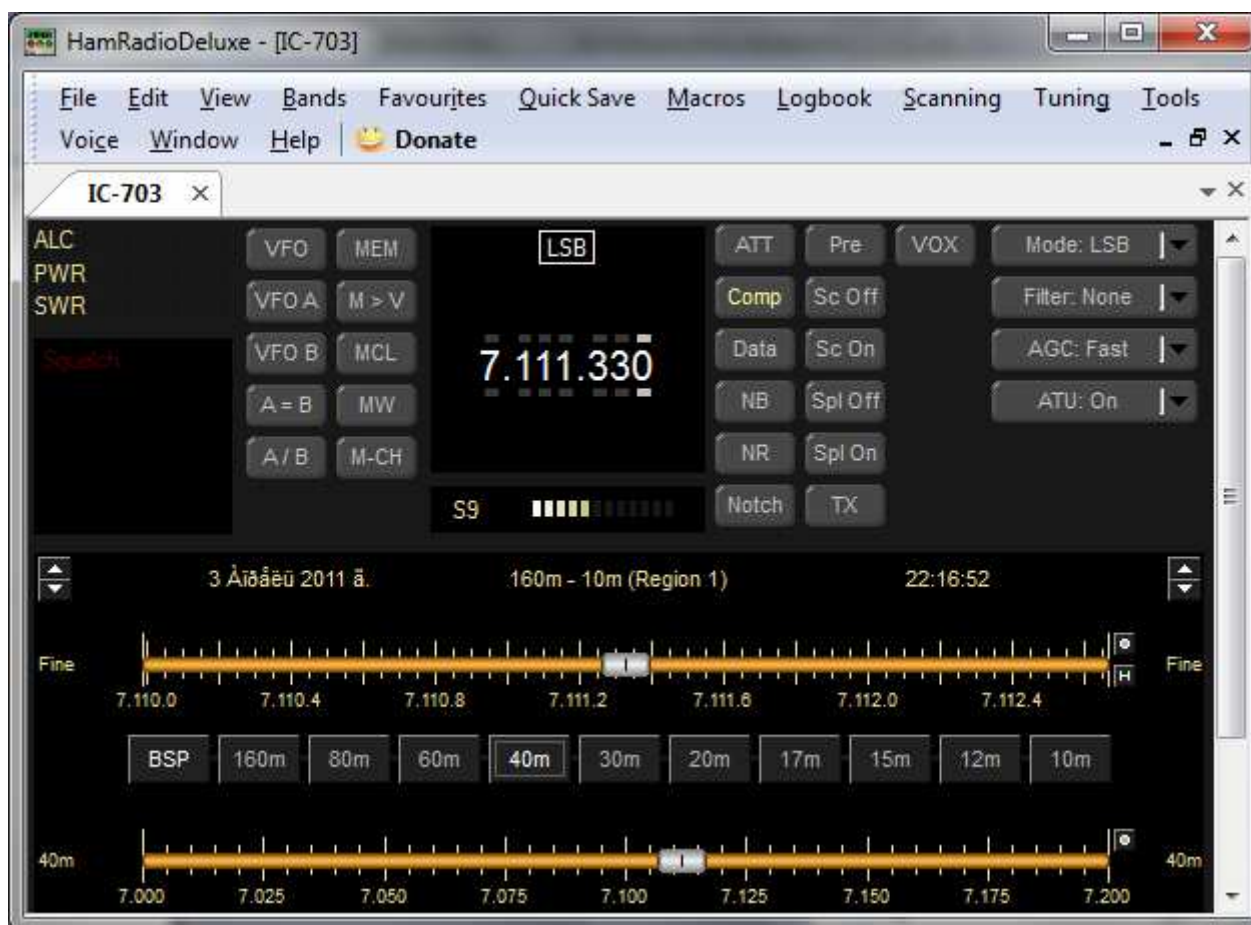 HamRadioDeluxe - [IC-703]
File Edit View Bands Favourites Quick Save Macros Logbook Scanning Tuning Tools
Voice Window Help Donate
IC-703
ALC VFO MEM LSB ATT Pre VOX Mode: LSB
PWR
SWR VFO A M > V Comp Sc Off Filter: None
Squelch VFO B MCL 7.111.330 Data Sc On AGC: Fast
A = B MW NB Spl Off ATU: On
A / B M-CH NR Spl On
S9 Notch TX
3 Àïðåëü 2011 ã. 160m - 10m (Region 1) 22:16:52
Fine H Fine
7.110.0 7.110.4 7.110.8 7.111.2 7.111.6 7.112.0 7.112.4
BSP 160m 80m 60m 40m 30m 20m 17m 15m 12m 10m
40m 40m
7.000 7.025 7.050 7.075 7.100 7.125 7.150 7.175 7.200